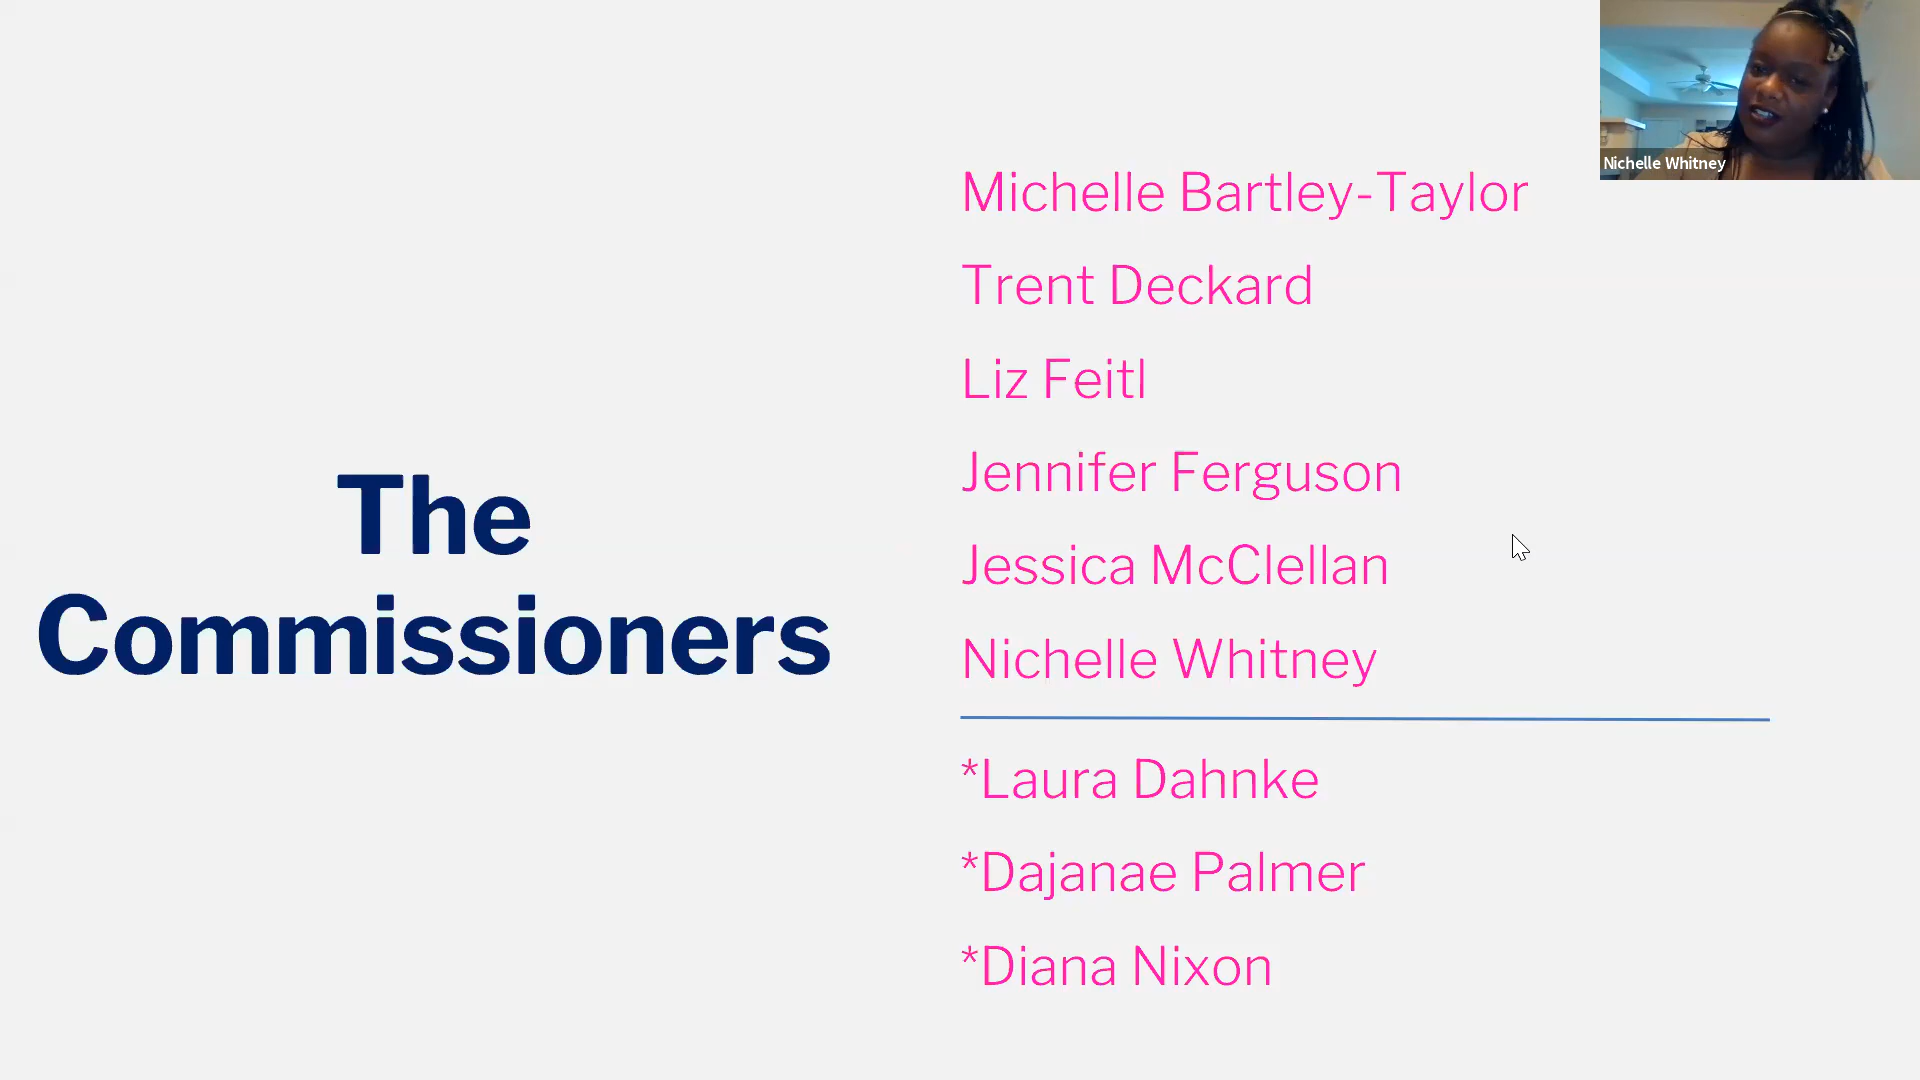 The
Commissioners
Michelle Bartley-Taylor
Trent Deckard
Liz Feitl
Jennifer Ferguson
Jessica McClellan
Nichelle Whitney
*Laura Dahnke
*Dajanae Palmer
*Diana Nixon
Nichelle Whitney